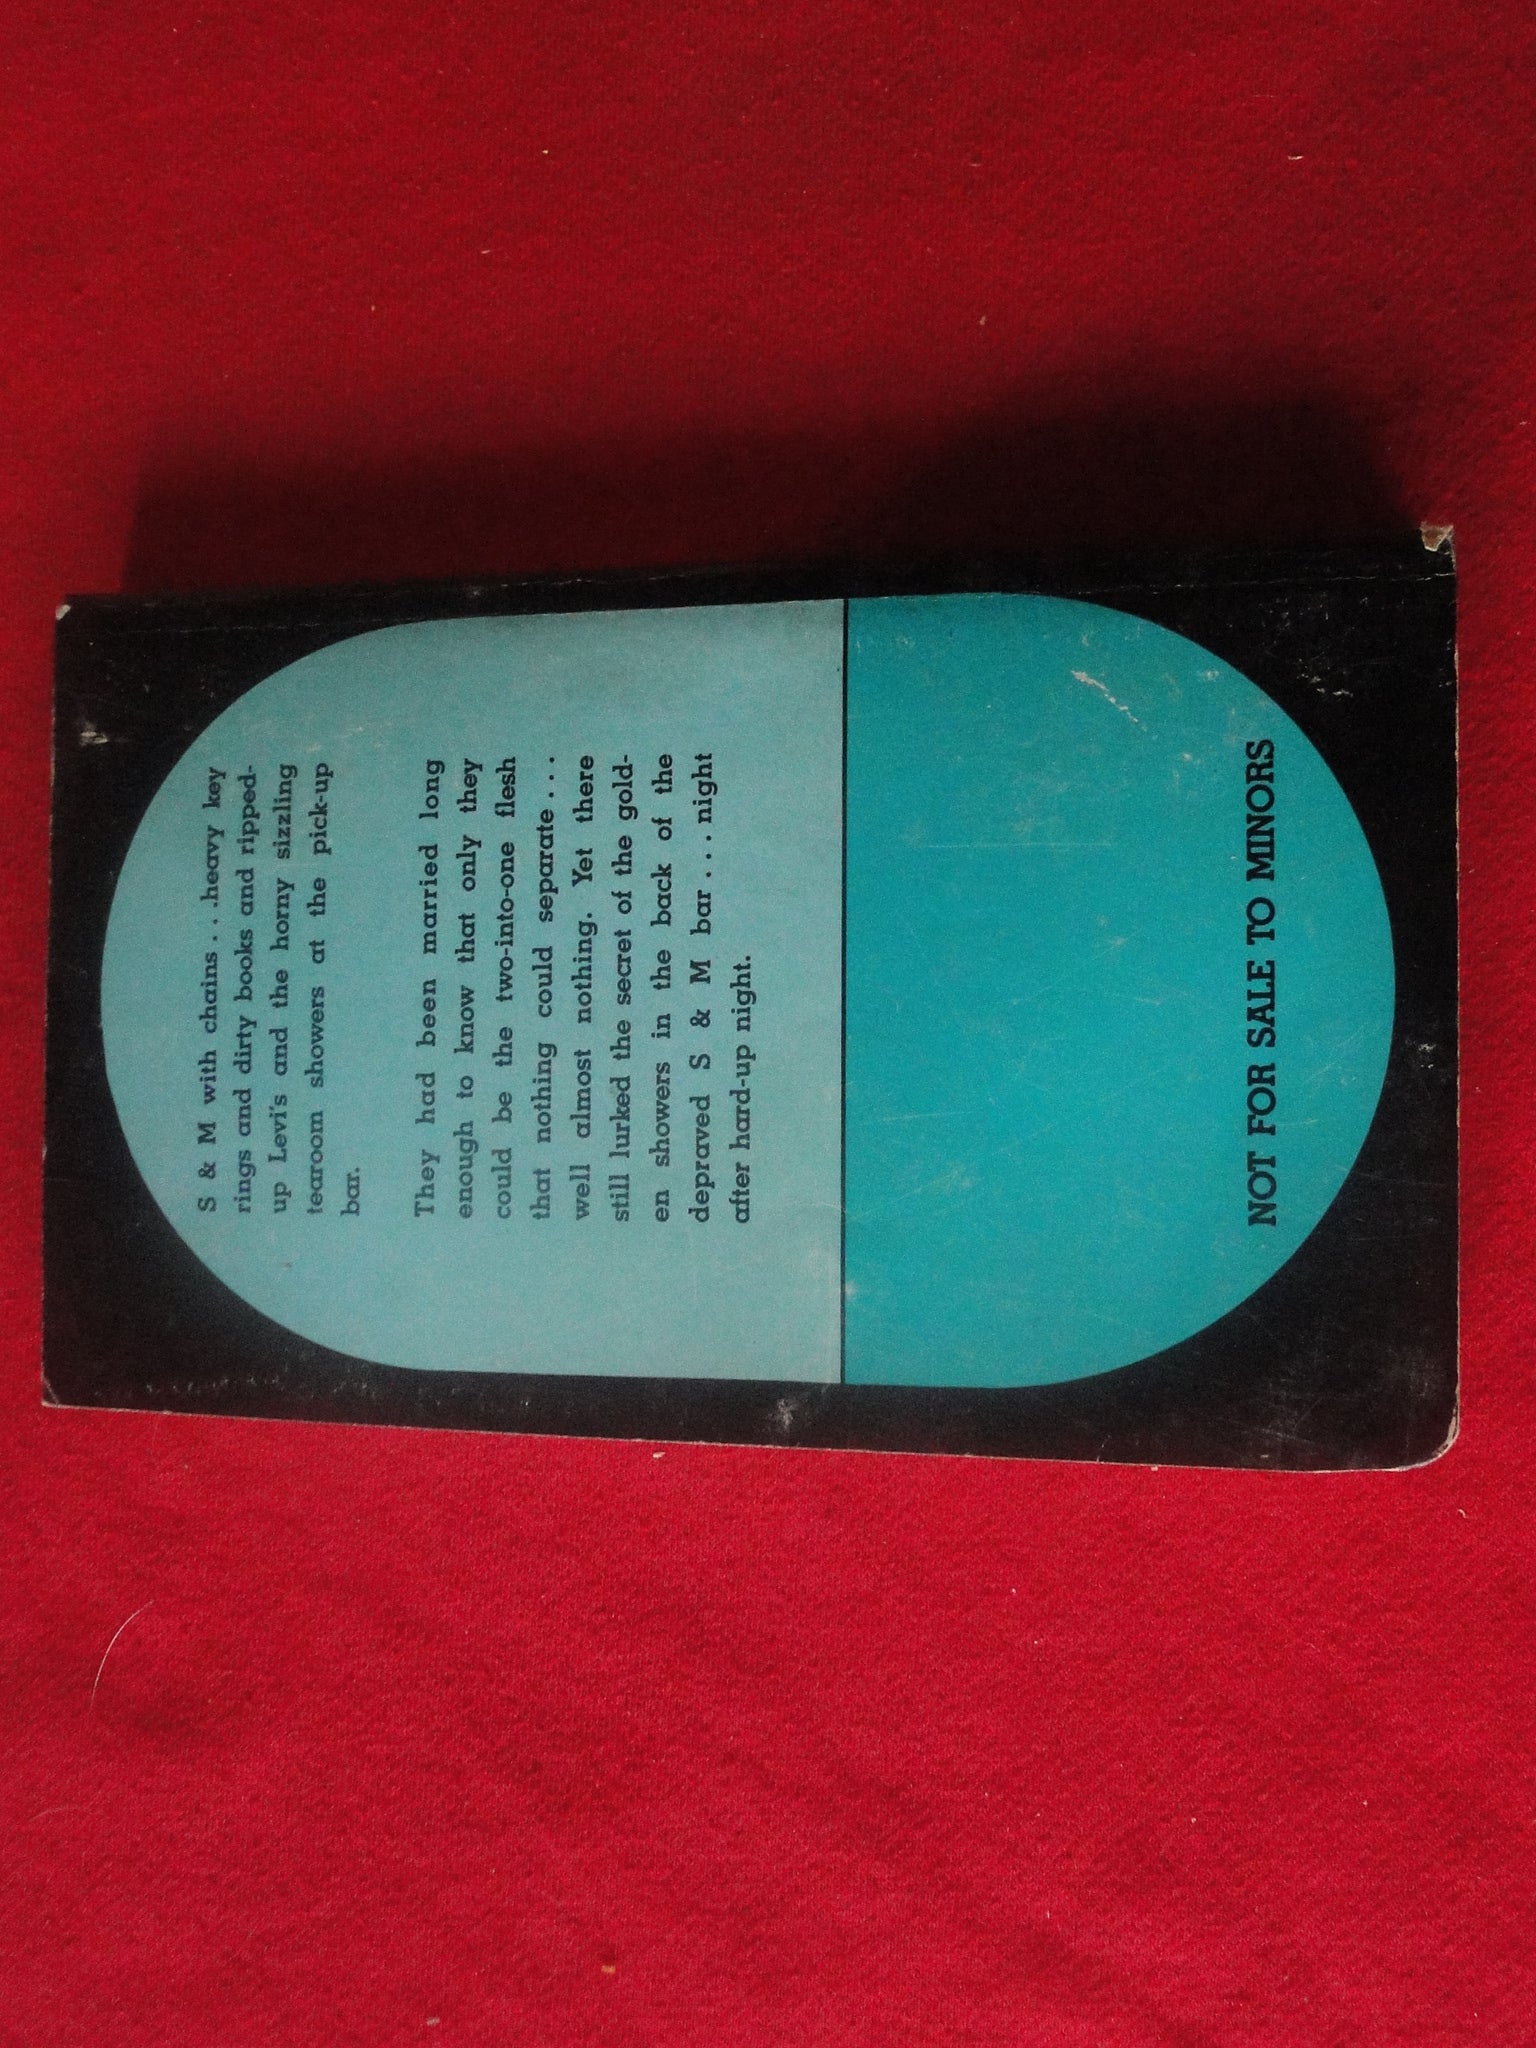 S & M with chains...heavy key
rings and dirty books and ripped-
up Levi's and the horny sizzling
tearoom showers at the pick-up
bar.
They had been married long
enough to know that only they
could be the two-into-one flesh
that nothing could separate...
well almost nothing. Yet there
still lurked the secret of the gold-
en showers in the back of the
depraved S & M bar...night
after hard-up night.
NOT FOR SALE TO MINORS